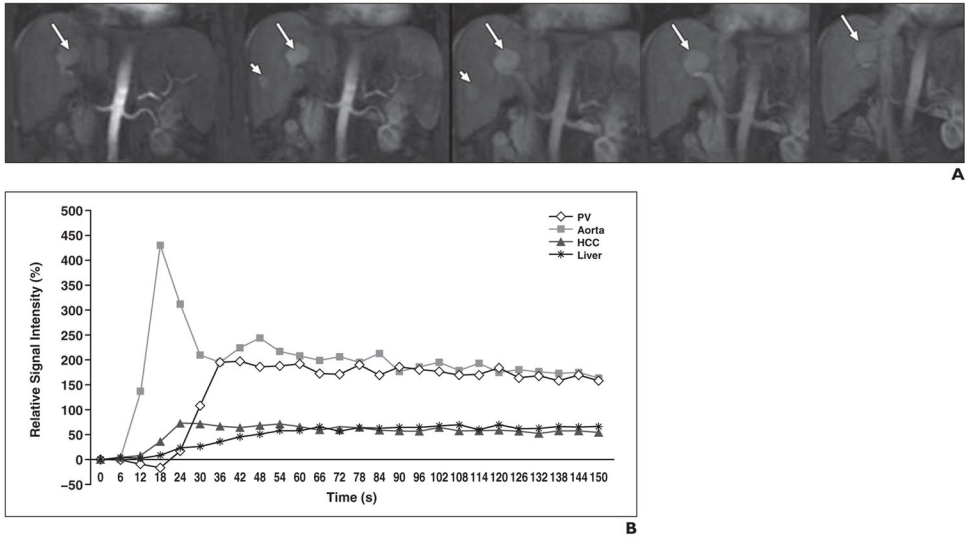 A
500
450
400
350
300
250
200
150
100
50
0
−50
Relative Signal Intensity (%)
PV
Aorta
HCC
Liver
0 6 12 18 24 30 36 42 48 54 60 66 72 78 84 90 96 102 108 114 120 126 132 138 144 150
Time (s)
B